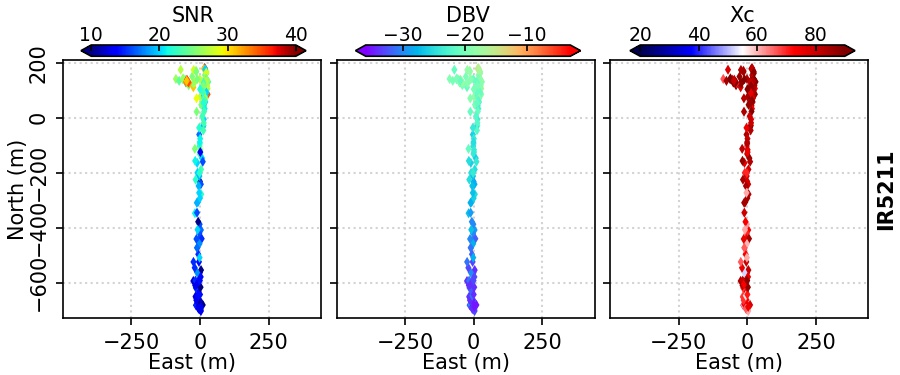 SNR DBV Xc
10 20 30 40 −30 −20 −10 20 40 60 80
200
0
−200
−400
−600
North (m)
IR5211
−250 0 250 −250 0 250 −250 0 250
East (m) East (m) East (m)